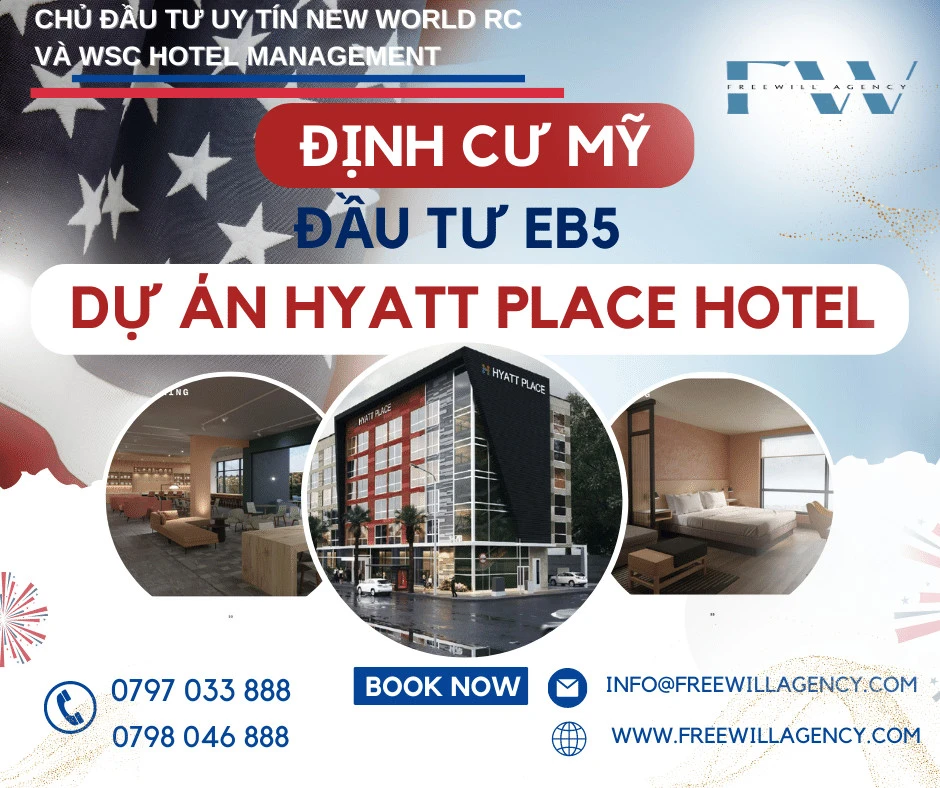 CHỦ ĐẦU TƯ UY TÍN NEW WORLD RC
VÀ WSC HOTEL MANAGEMENT
FW
FREEWILL AGENCY
ĐỊNH CƯ MỸ
ĐẦU TƯ EB5
DỰ ÁN HYATT PLACE HOTEL
HYATT PLACE
HYATT PLACE
0797 033 888
0798 046 888
BOOK NOW
INFO@FREEWILLAGENCY.COM
WWW.FREEWILLAGENCY.COM